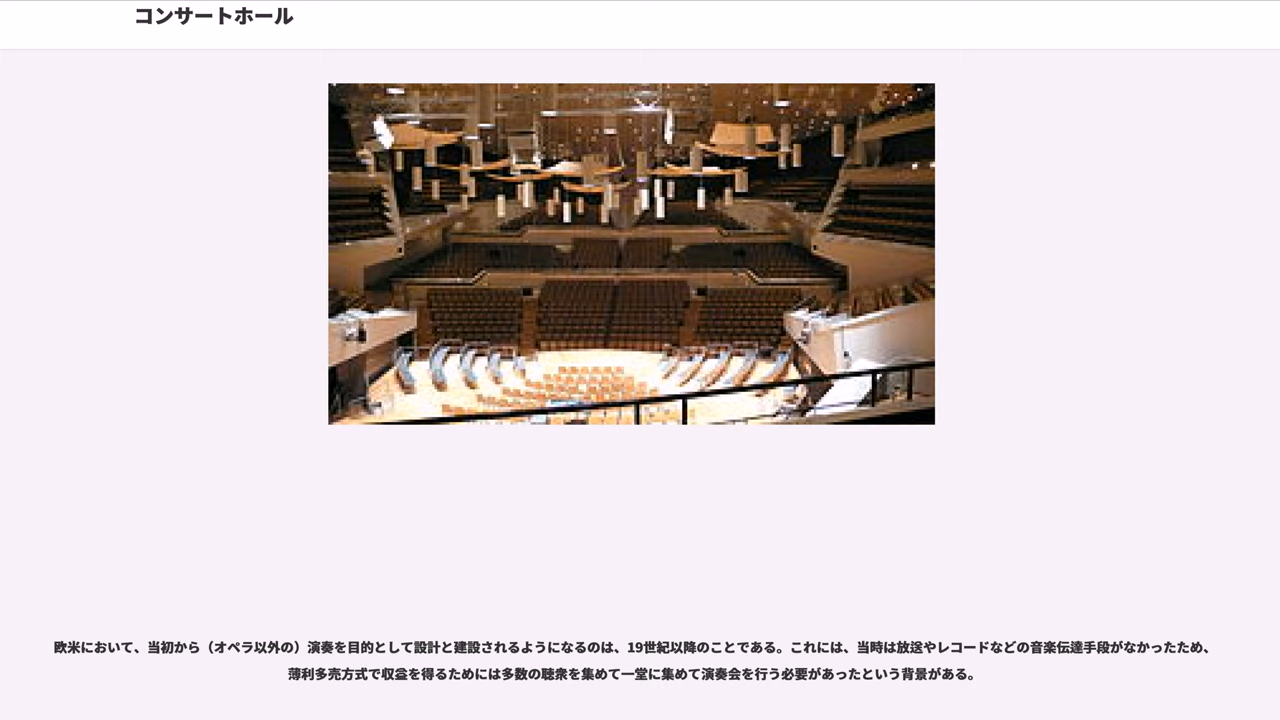 コンサートホール
欧米において、当初から（オペラ以外の）演奏を目的として設計と建設されるようになるのは、19世紀以降のことである。これには、当時は放送やレコードなどの音楽伝達手段がなかったため、
薄利多売方式で収益を得るためには多数の聴衆を集めて一堂に集めて演奏会を行う必要があったという背景がある。